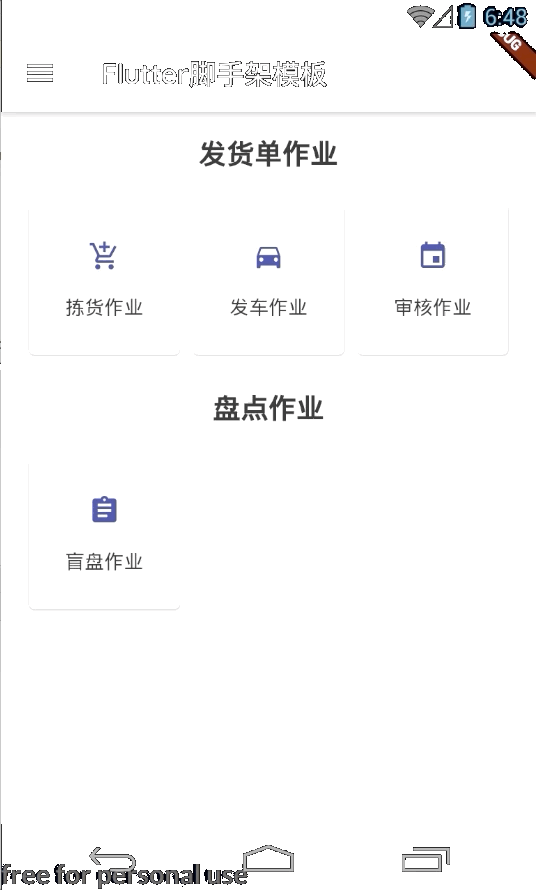 6:48
Flutter脚手架模板
发货单作业
拣货作业 发车作业 审核作业
盘点作业
盲盘作业
free for personal use